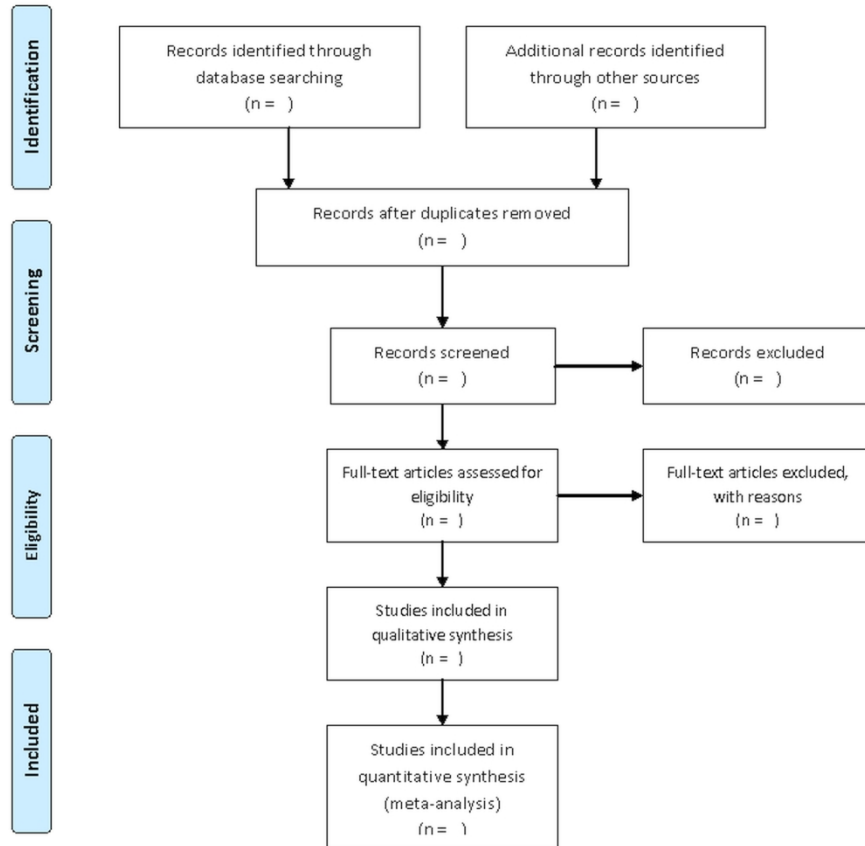 Identification
Records identified through
database searching
(n =   )
Additional records identified
through other sources
(n =   )
Records after duplicates removed
(n =   )
Screening
Records screened
(n =   )
Records excluded
(n =   )
Eligibility
Full-text articles assessed for
eligibility
(n =   )
Full-text articles excluded,
with reasons
(n =   )
Studies included in
qualitative synthesis
(n =   )
Included
Studies included in
quantitative synthesis
(meta-analysis)
(n =   )